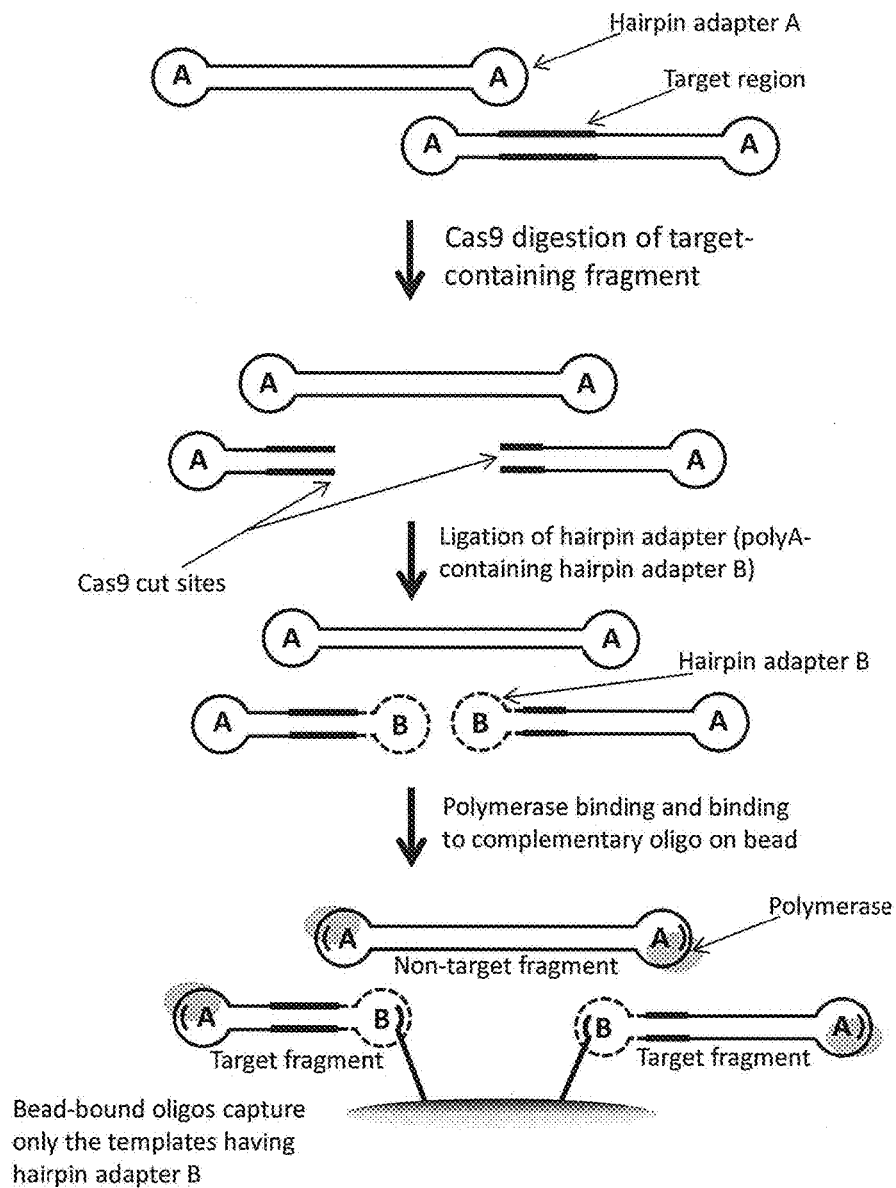 Hairpin adapter A
A
A
Target region
A
A
Cas9 digestion of target-
containing fragment
A
A
A
A
Cas9 cut sites
Ligation of hairpin adapter (polyA-
containing hairpin adapter B)
A
A
Hairpin adapter B
A
B
B
A
Polymerase binding and binding
to complementary oligo on bead
Polymerase
(A
A)
Non-target fragment
(A
B)
(B
A)
Target fragment
Target fragment
Bead-bound oligos capture
only the templates having
hairpin adapter B